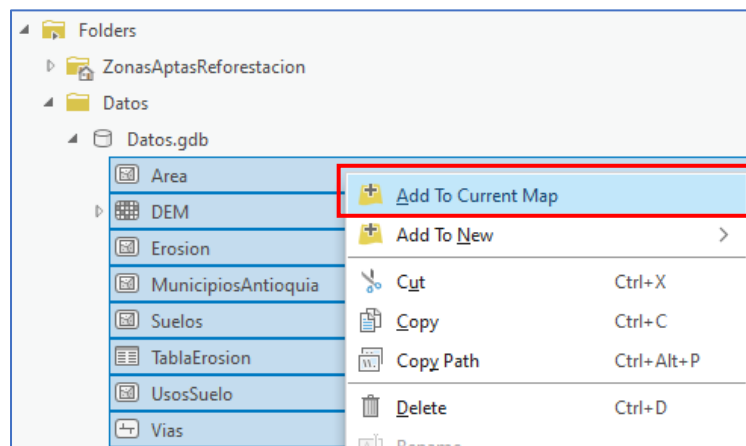 Folders
ZonasAptasReforestacion
Datos
Datos.gdb
Area
DEM
Erosion
MunicipiosAntioquia
Suelos
TablaErosion
UsosSuelo
Vias
Add To Current Map
Add To New
Cut Ctrl+X
Copy Ctrl+C
Copy Path Ctrl+Alt+P
Delete Ctrl+D